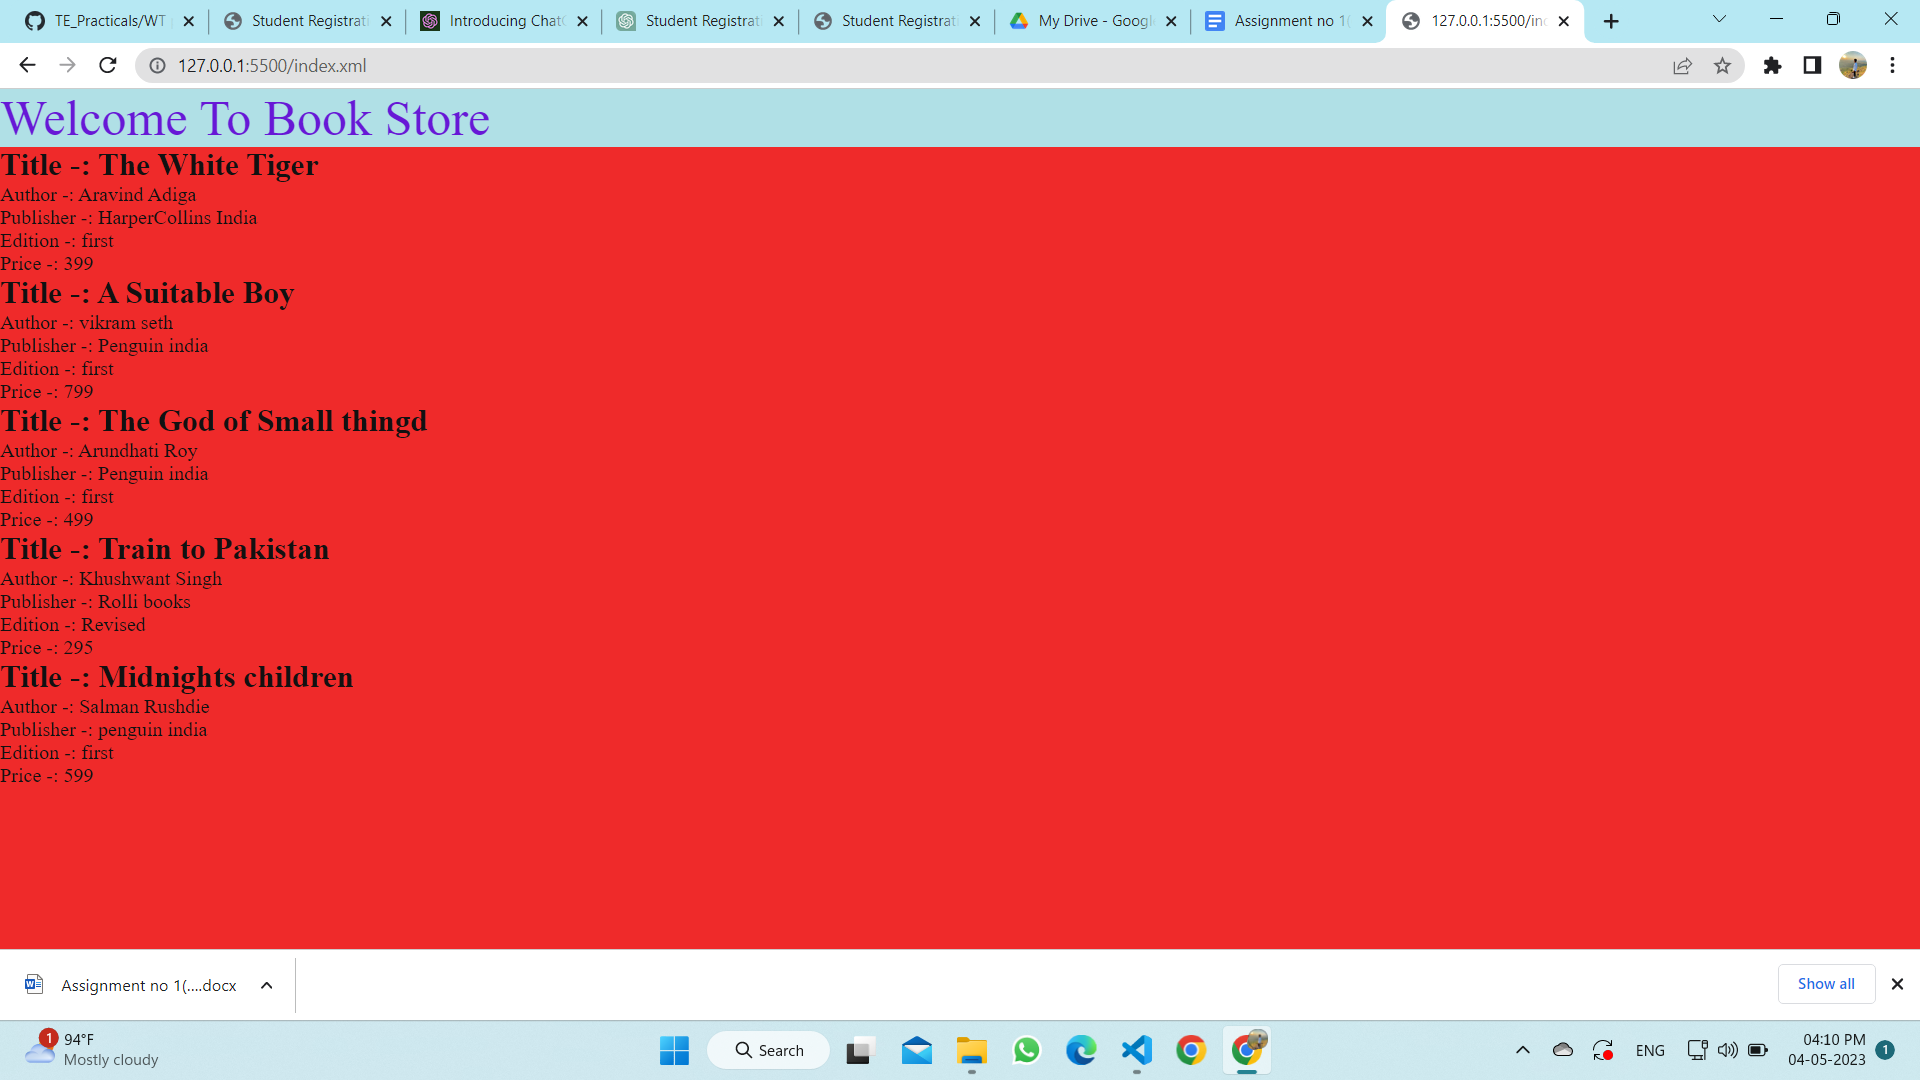 TE_Practicals/WT
Student Registrati
Introducing Chat
Student Registrati
Student Registrati
My Drive - Google
Assignment no 1(
127.0.0.1:5500/in
127.0.0.1:5500/index.xml
Welcome To Book Store
Title -: The White Tiger
Author -: Aravind Adiga
Publisher -: HarperCollins India
Edition -: first
Price -: 399
Title -: A Suitable Boy
Author -: vikram seth
Publisher -: Penguin india
Edition -: first
Price -: 799
Title -: The God of Small thingd
Author -: Arundhati Roy
Publisher -: Penguin india
Edition -: first
Price -: 499
Title -: Train to Pakistan
Author -: Khushwant Singh
Publisher -: Rolli books
Edition -: Revised
Price -: 295
Title -: Midnights children
Author -: Salman Rushdie
Publisher -: penguin india
Edition -: first
Price -: 599
Assignment no 1(....docx
Show all
1
94°F
Mostly cloudy
Search
ENG
04:10 PM
04-05-2023
1